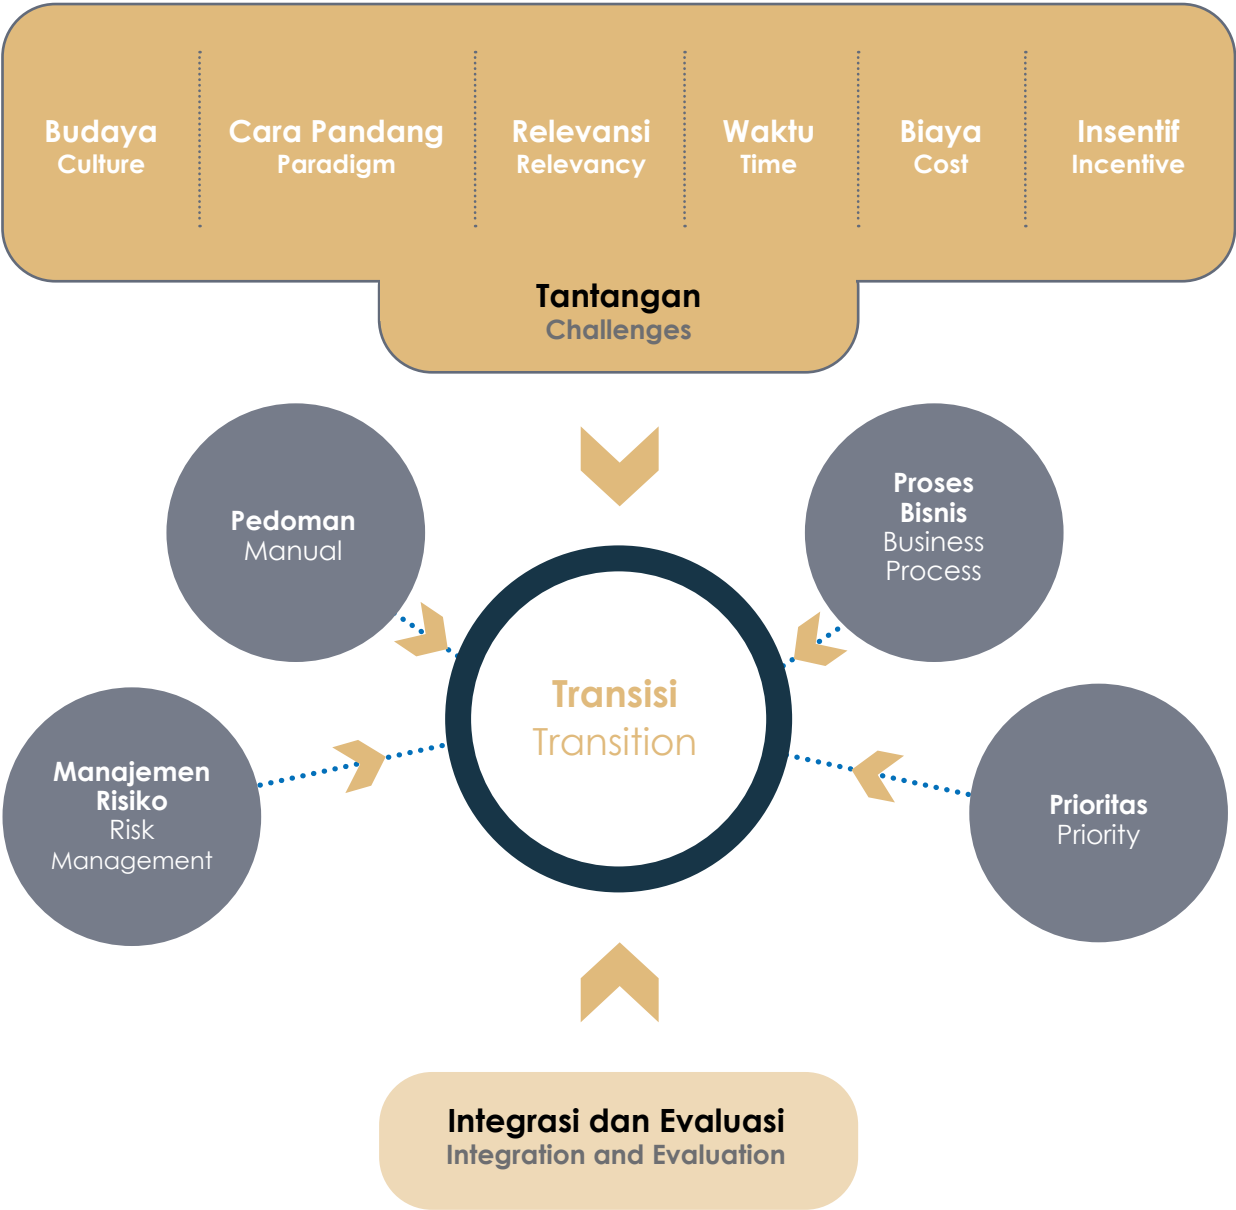 Budaya
Culture
Cara Pandang
Paradigm
Relevansi
Relevancy
Waktu
Time
Biaya
Cost
Insentif
Incentive
Tantangan
Challenges
Pedoman
Manual
Proses
Bisnis
Business
Process
Transisi
Transition
Manajemen
Risiko
Risk
Management
Prioritas
Priority
Integrasi dan Evaluasi
Integration and Evaluation